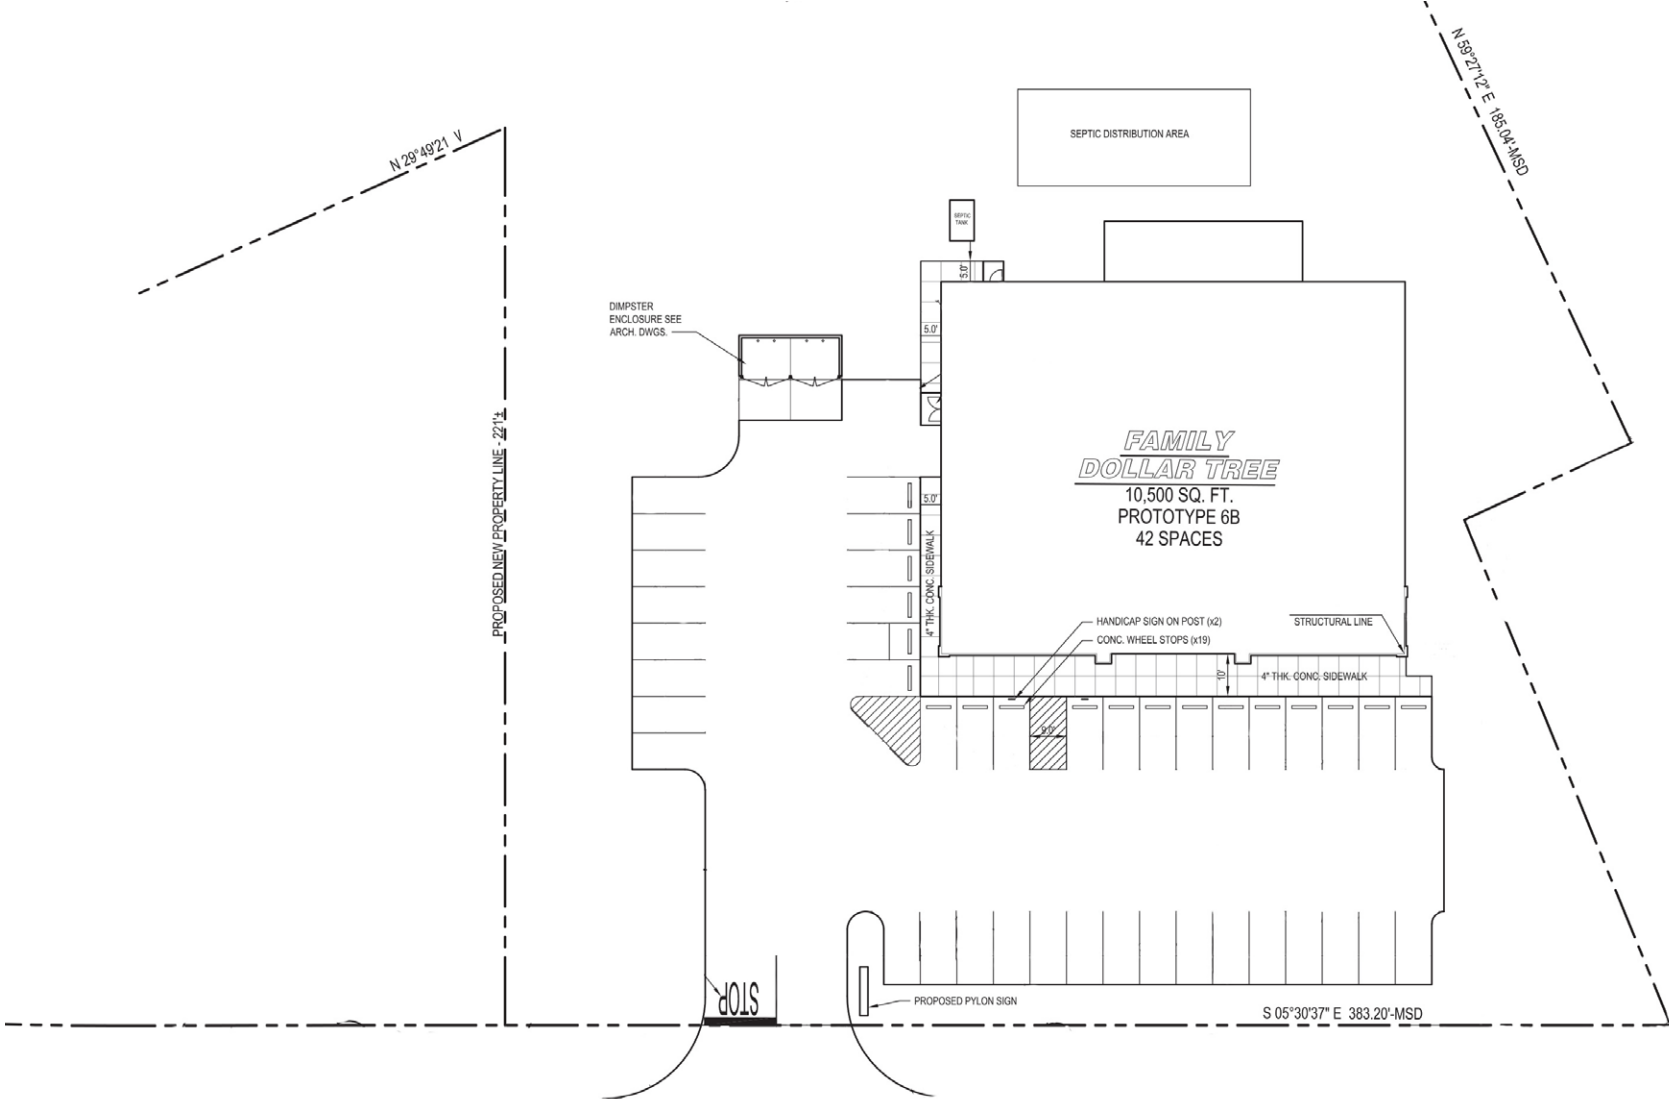 N 59°27'12" E 185.04'-MSD
N 29°49'21 V
SEPTIC DISTRIBUTION AREA
SEPTIC
TANK
5.0'
DIMPSTER
ENCLOSURE SEE
ARCH. DWGS.
5.0'
PROPOSED NEW PROPERTY LINE - 221'±
FAMILY
DOLLAR TREE
10,500 SQ. FT.
PROTOTYPE 6B
42 SPACES
5.0'
4" THK. CONC. SIDEWALK
HANDICAP SIGN ON POST (x2)
CONC. WHEEL STOPS (x19)
STRUCTURAL LINE
10'
4" THK. CONC. SIDEWALK
9.0'
STOP
PROPOSED PYLON SIGN
S 05°30'37" E 383.20'-MSD